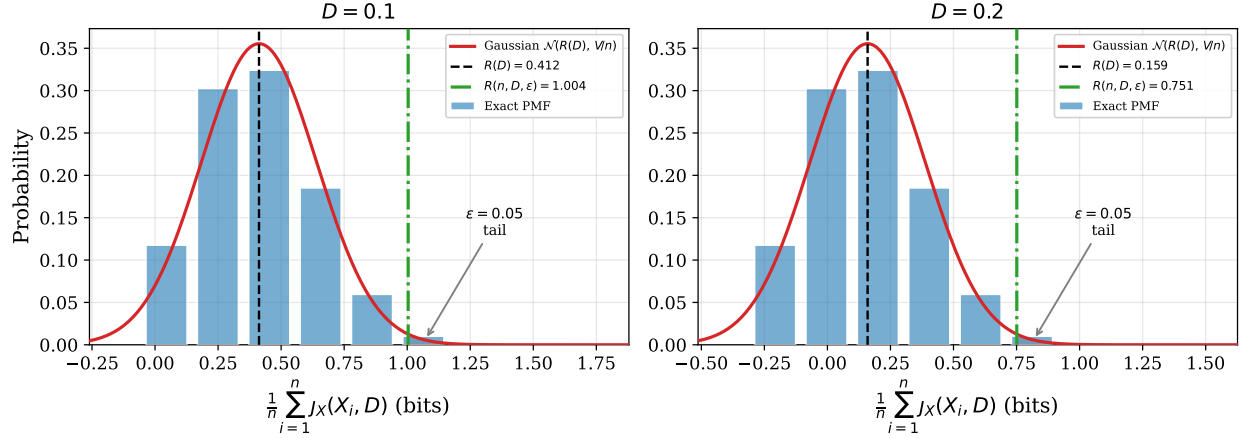 D = 0.1
0.35
0.30
0.25
0.20
0.15
0.10
0.05
0.00
Probability
Gaussian 𝒩(R(D), V/n)
R(D) = 0.412
R(n, D, ε) = 1.004
Exact PMF
ε = 0.05
tail
−0.25 0.00 0.25 0.50 0.75 1.00 1.25 1.50 1.75
1/n ∑_{i=1}^{n} ȷ_X(X_i, D) (bits)
D = 0.2
0.35
0.30
0.25
0.20
0.15
0.10
0.05
0.00
Gaussian 𝒩(R(D), V/n)
R(D) = 0.159
R(n, D, ε) = 0.751
Exact PMF
ε = 0.05
tail
−0.50 −0.25 0.00 0.25 0.50 0.75 1.00 1.25 1.50
1/n ∑_{i=1}^{n} ȷ_X(X_i, D) (bits)